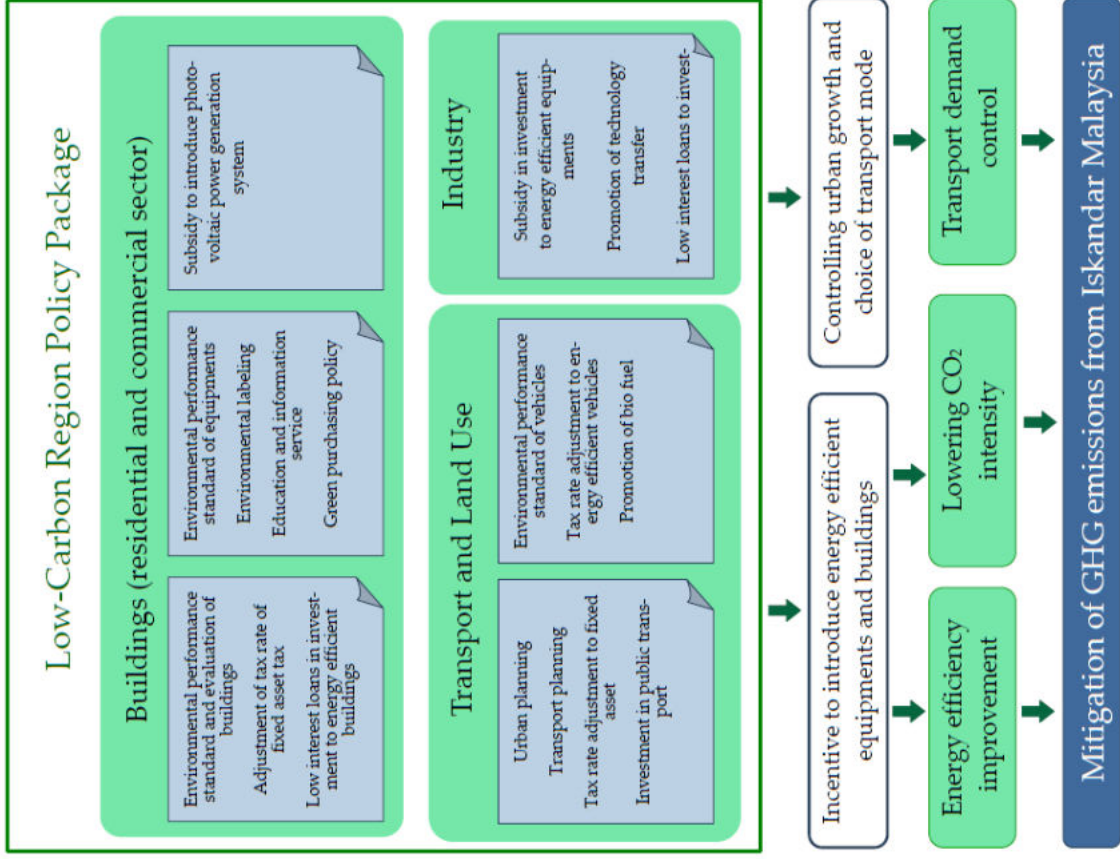 Low-Carbon Region Policy Package
Buildings (residential and commercial sector)
Environmental performance
standard and evaluation of
buildings
Adjustment of tax rate of
fixed asset tax
Low interest loans in invest-
ment to energy efficient
buildings
Environmental performance
standard of equipments
Environmental labeling
Education and information
service
Green purchasing policy
Subsidy to introduce photo-
voltaic power generation
system
Transport and Land Use
Urban planning
Transport planning
Tax rate adjustment to fixed
asset
Investment in public trans-
port
Environmental performance
standard of vehicles
Tax rate adjustment to en-
ergy efficient vehicles
Promotion of bio fuel
Industry
Subsidy in investment
to energy efficient equip-
ments
Promotion of technology
transfer
Low interest loans to invest-
Incentive to introduce energy efficient
equipments and buildings
Controlling urban growth and
choice of transport mode
Energy efficiency
improvement
Lowering CO₂
intensity
Transport demand
control
Mitigation of GHG emissions from Iskandar Malaysia